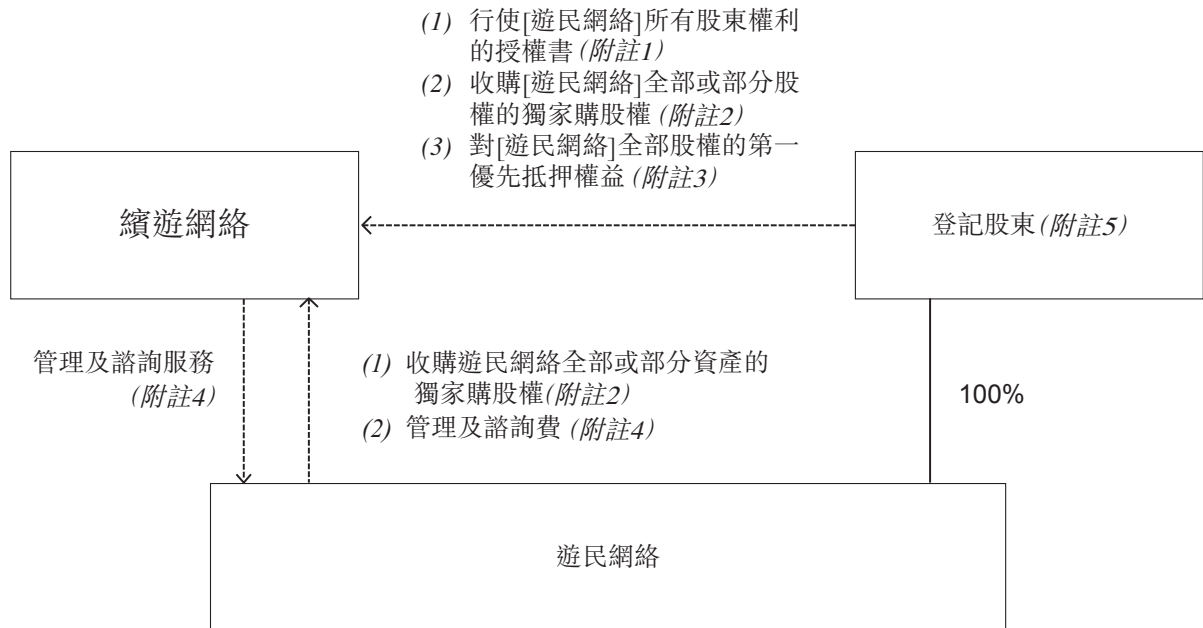 (1) 行使[遊民網絡]所有股東權利
的授權書(附註1)
(2) 收購[遊民網絡]全部或部分股
權的獨家購股權(附註2)
(3) 對[遊民網絡]全部股權的第一
優先抵押權益(附註3)
繽遊網絡
登記股東(附註5)
管理及諮詢服務
(附註4)
(1) 收購遊民網絡全部或部分資產的
獨家購股權(附註2)
(2) 管理及諮詢費(附註4)
100%
遊民網絡